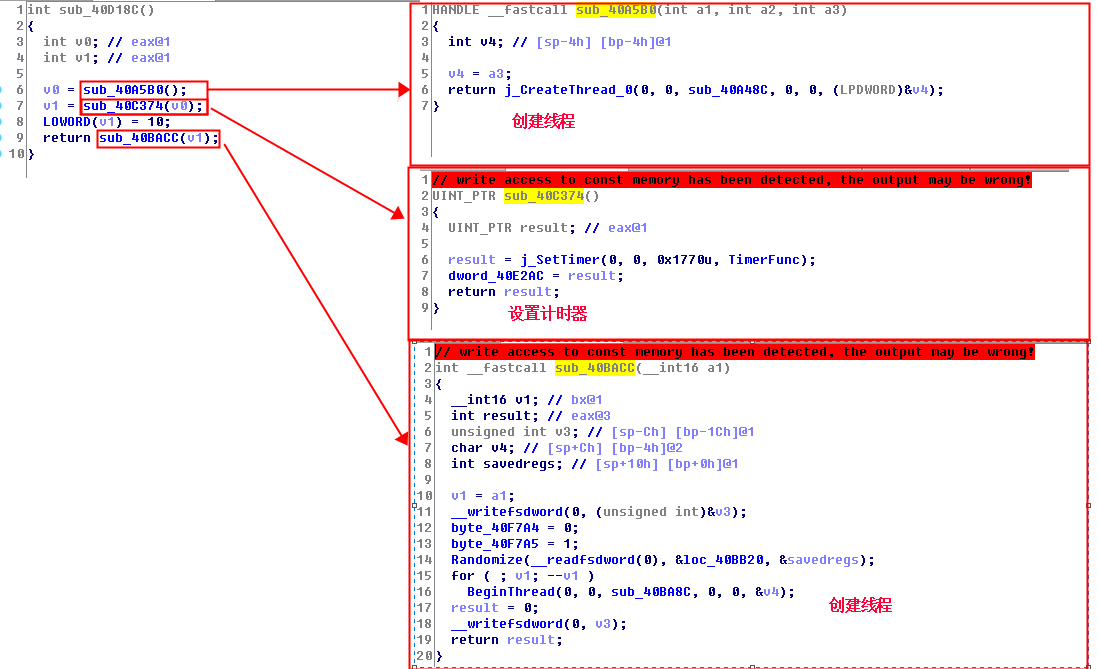 1 int sub_40D18C()
2 {
3 int v0; // eax@1
4 int v1; // eax@1
5
6 v0 = sub_40A5B0();
7 v1 = sub_40C374(v0);
8 LOWORD(v1) = 10;
9 return sub_40BACC(v1);
10 }
1 HANDLE __fastcall sub_40A5B0(int a1, int a2, int a3)
2 {
3 int v4; // [sp-4h] [bp-4h]@1
4
5 v4 = a3;
6 return j_CreateThread_0(0, 0, sub_40A48C, 0, 0, (LPDWORD)&v4);
7 }
创建线程
1 // write access to const memory has been detected, the output may be wrong!
2 UINT_PTR sub_40C374()
3 {
4 UINT_PTR result; // eax@1
5
6 result = j_SetTimer(0, 0, 0x1770u, TimerFunc);
7 dword_40E2AC = result;
8 return result;
9 }
设置计时器
1 // write access to const memory has been detected, the output may be wrong!
2 int __fastcall sub_40BACC(__int16 a1)
3 {
4 __int16 v1; // bx@1
5 int result; // eax@3
6 unsigned int v3; // [sp-Ch] [bp-1Ch]@1
7 char v4; // [sp+Ch] [bp-4h]@2
8 int savedregs; // [sp+10h] [bp+0h]@1
9
10 v1 = a1;
11 __writefsdword(0, (unsigned int)&v3);
12 byte_40F7A4 = 0;
13 byte_40F7A5 = 1;
14 Randomize(__readfsdword(0), &loc_40BB20, &savedregs);
15 for ( ; v1; --v1 )
16 BeginThread(0, 0, sub_40BA8C, 0, 0, &v4);
17 result = 0;
18 __writefsdword(0, v3);
19 return result;
20 }
创建线程